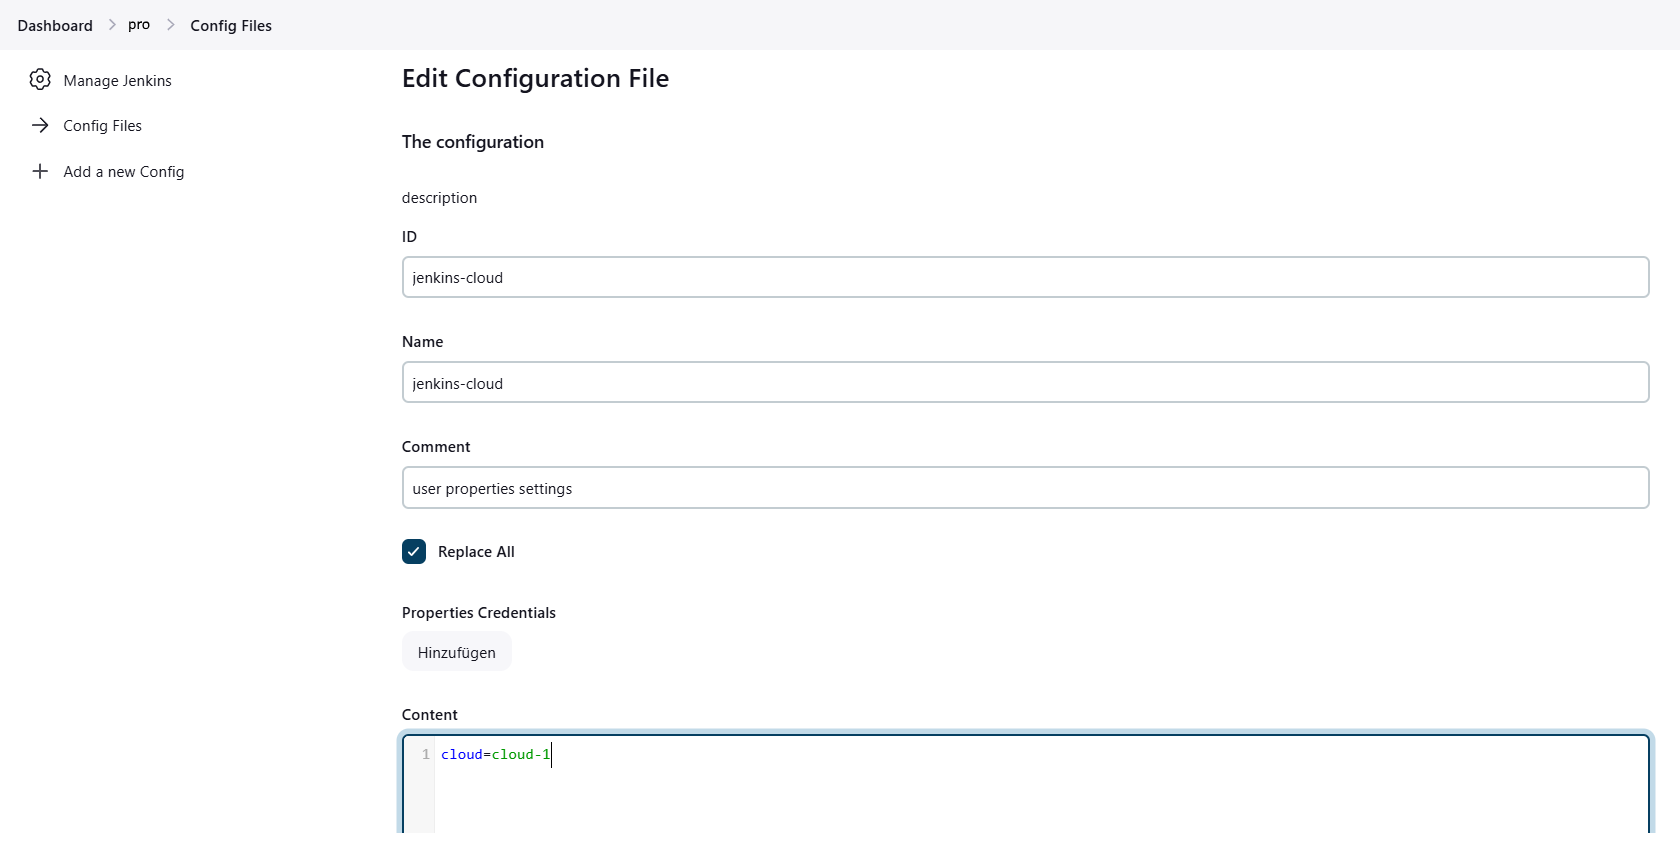 Dashboard pro Config Files
Manage Jenkins
Config Files
Add a new Config
Edit Configuration File
The configuration
description
ID
jenkins-cloud
Name
jenkins-cloud
Comment
user properties settings
Replace All
Properties Credentials
Hinzufügen
Content
1 cloud=cloud-1